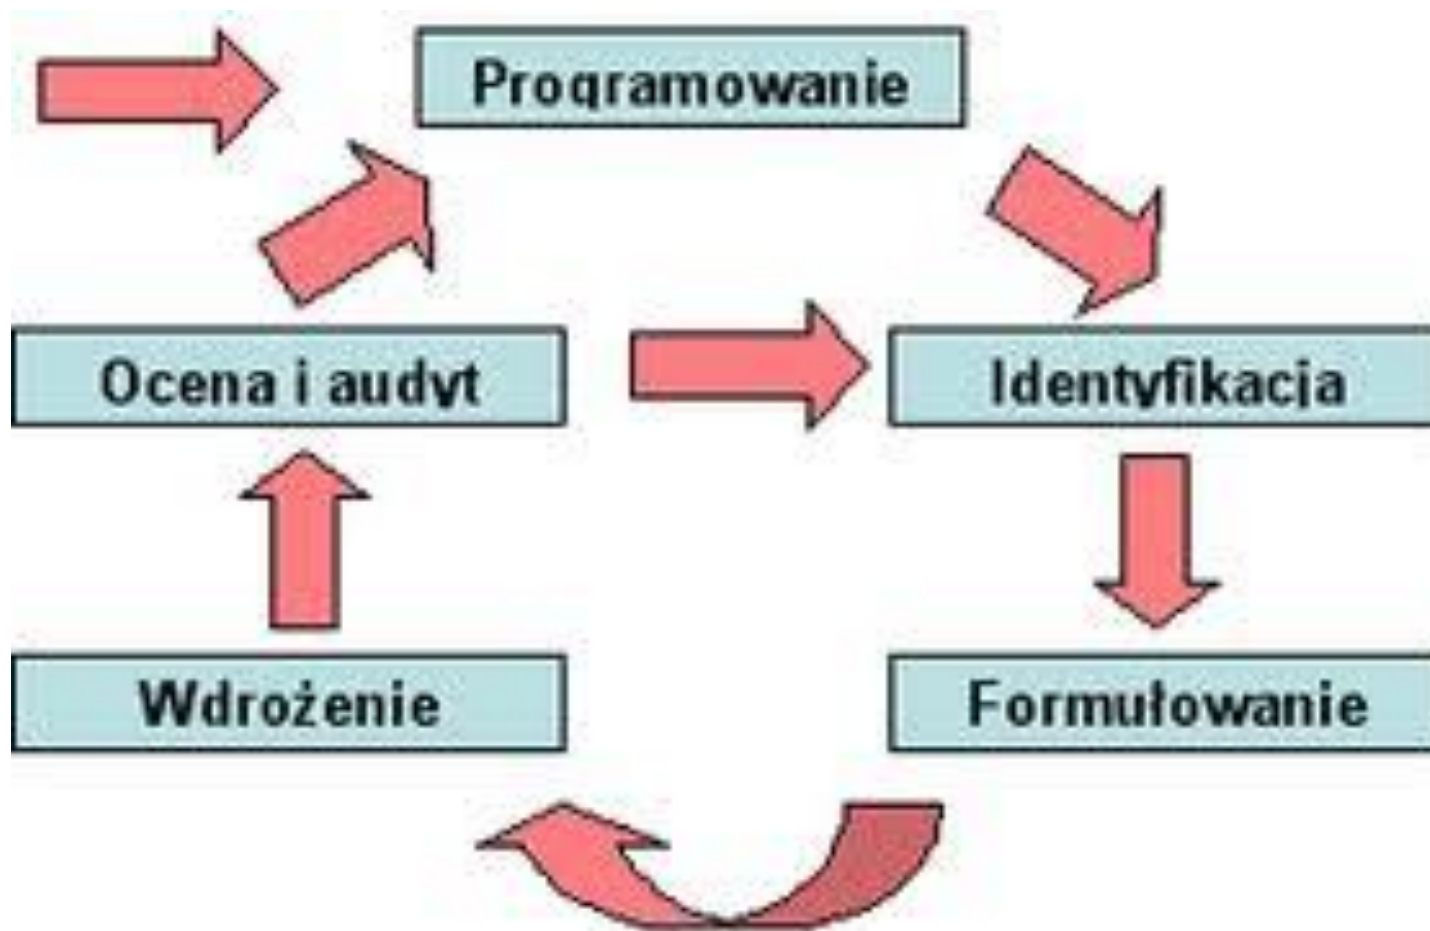 Programowanie
Ocena i audyt
Identyfikacja
Wdrożenie
Formułowanie